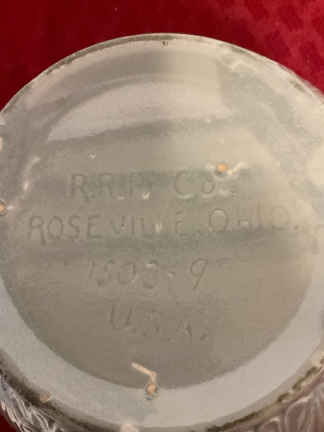 R.R.P. Co.
ROSEVILLE, OHIO.
1503-9
U.S.A.